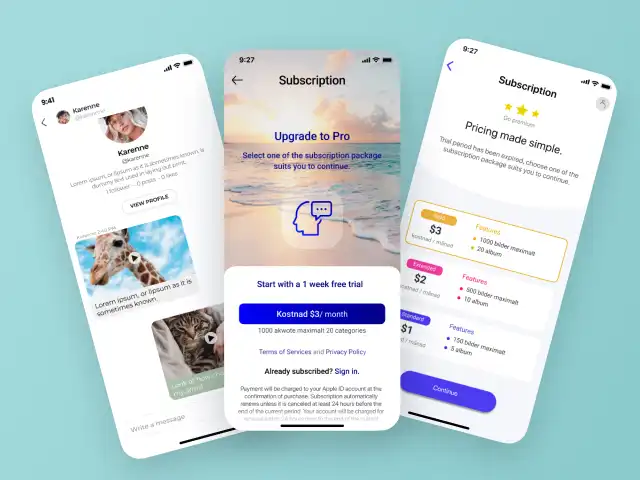 9:41
Karenne
@karenne
Karenne
@karenne
Lorem ipsum, or lipsum as it is sometimes known, is
dummy text used in laying out print,
1 follower - 0 posts - 0 likes
VIEW PROFILE
Karenne 2:40 PM
Lorem ipsum, or lipsum as it is
sometimes known.
Write a message
9:27
Subscription
Upgrade to Pro
Select one of the subscription package
suits you to continue.
Start with a 1 week free trial
Kostnad $3/ month
1000 akwote maximalt 20 categories
Terms of Services and Privacy Policy
Already subscribed? Sign in.
Payment will be charged to your Apple ID account at the
confirmation of purchase. Subscription automatically
renews unless it is canceled at least 24 hours before the
end of the current period. Your account will be charged for
9:27
Subscription
Go premium
Pricing made simple.
Trial period has been expired, choose one of the
subscription package suits you to continue.
Gold
$3
kostnad / månad
Features
1000 bilder maximalt
20 album
Extended
$2
kostnad / månad
Features
500 bilder maximalt
10 album
Standard
$1
/ månad
Features
150 bilder maximalt
5 album
Continue